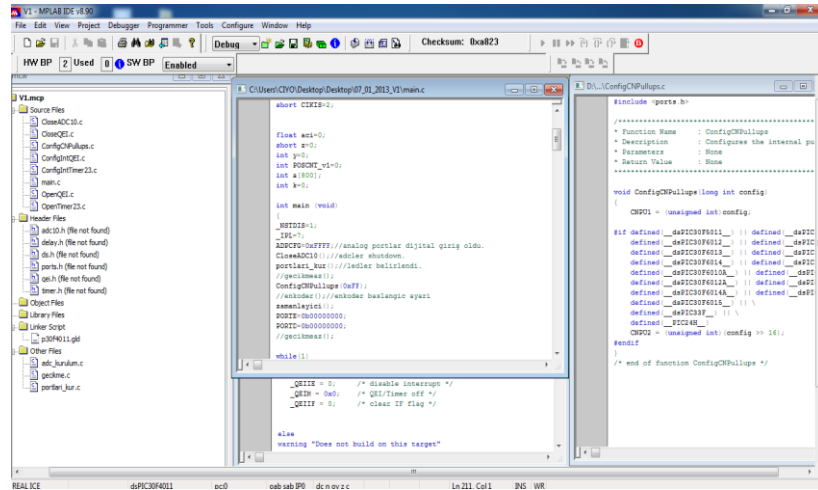 V1 - MPLAB IDE v8.90
File Edit View Project Debugger Programmer Tools Configure Window Help
Debug
Checksum: 0xa823
HW BP 2 Used 0 SW BP Enabled
V1.mcp
Source Files
CloseADC10.c
CloseQEI.c
ConfigCNPullups.c
ConfigIntQEI.c
ConfigIntTimer23.c
main.c
OpenQEI.c
OpenTimer23.c
Header Files
adc10.h (file not found)
delay.h (file not found)
ds.h (file not found)
ports.h (file not found)
qei.h (file not found)
timer.h (file not found)
Object Files
Library Files
Linker Script
p30f4011.gld
Other Files
adc_kurulum.c
gecikme.c
portlari_kur.c
C:\Users\CIYO\Desktop\Desktop\07_01_2013_V1\main.c
short CIKIS=2;
float aci=0;
short z=0;
int y=0;
int POSCNT_v1=0;
int a[800];
int k=0;
int main (void)
{
_NSTDIS=1;
_IPL=7;
ADPCFG=0xFFFF;//analog portlar dijital giriş oldu.
CloseADC10();//adcler shutdown.
portlari_kur();//ledler belirlendi.
//gecikmeas();
ConfigCNPullups(0xFF);
//enkoder();//enkoder baslangic ayari
zamanlayici();
PORTE=0b00000000;
PORTD=0b00000000;
//gecikmeas();
while(1)
_QEIIE = 0; /* disable interrupt */
_QEIM = 0x0; /* QEI/Timer off */
_QEIIF = 0; /* clear IF flag */
else
warning "Does not build on this target"
D:\...\ConfigCNPullups.c
#include <ports.h>
/************************************************
* Function Name : ConfigCNPullups
* Description : Configures the internal pu
* Parameters : None
* Return Value : None
*************************************************
void ConfigCNPullups(long int config)
{
CNPU1 = (unsigned int)config;
#if defined(__dsPIC30F5011__) || defined(__dsPIC
defined(__dsPIC30F6012__) || defined(__dsPIC
defined(__dsPIC30F6013__) || defined(__dsPIC
defined(__dsPIC30F6014__) || defined(__dsPIC
defined(__dsPIC30F6010A__) || defined(__dsPI
defined(__dsPIC30F6012A__) || defined(__dsPI
defined(__dsPIC30F6014A__) || defined(__dsPI
defined(__dsPIC30F6015__) || \
defined(__dsPIC33F__) || \
defined(__PIC24H__)
CNPU2 = (unsigned int)(config >> 16);
#endif
}
/* end of function ConfigCNPullups */
REAL ICE dsPIC30F4011 pc:0 oab sab IP0 dc n ov z c Ln 211, Col 1 INS WR